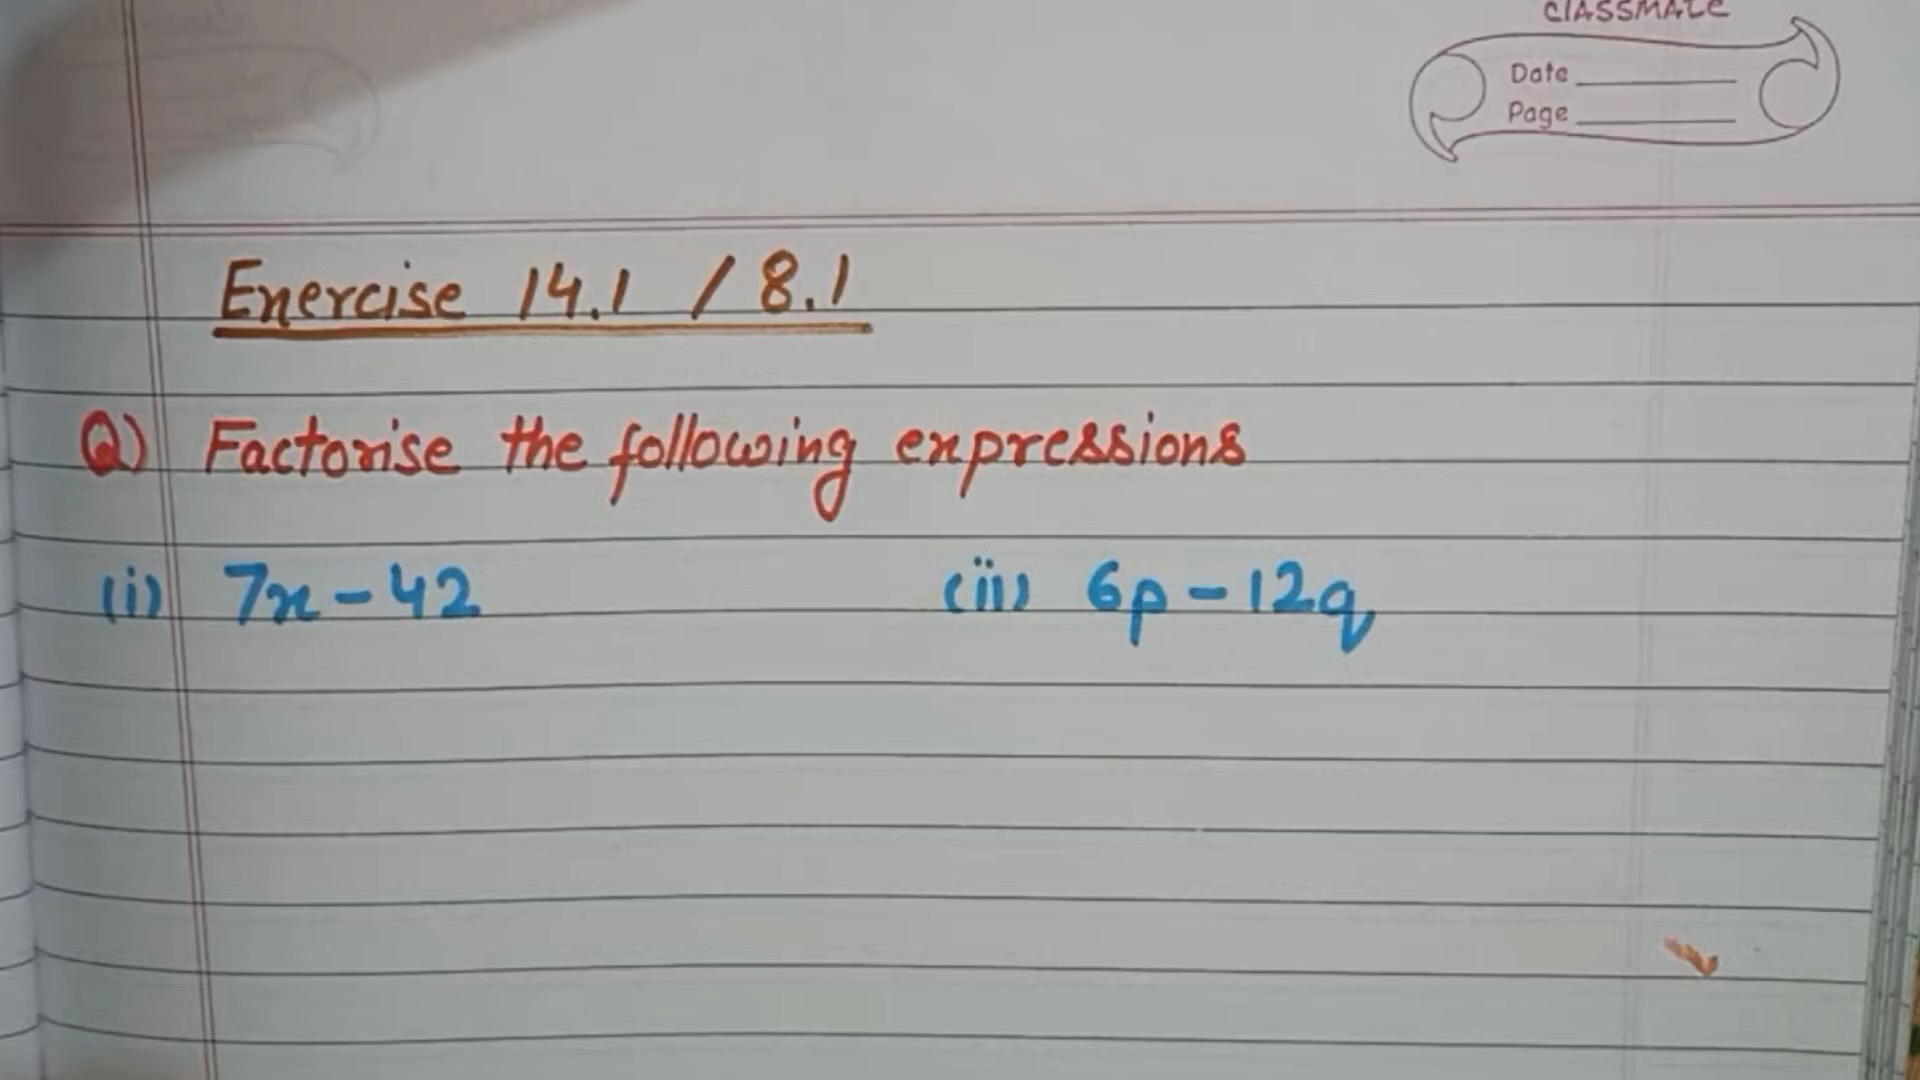 CLASSMATE
Date
Page
Exercise 14.1 / 8.1
Q) Factorise the following expressions
(i) 7x - 42 (ii) 6p - 12q